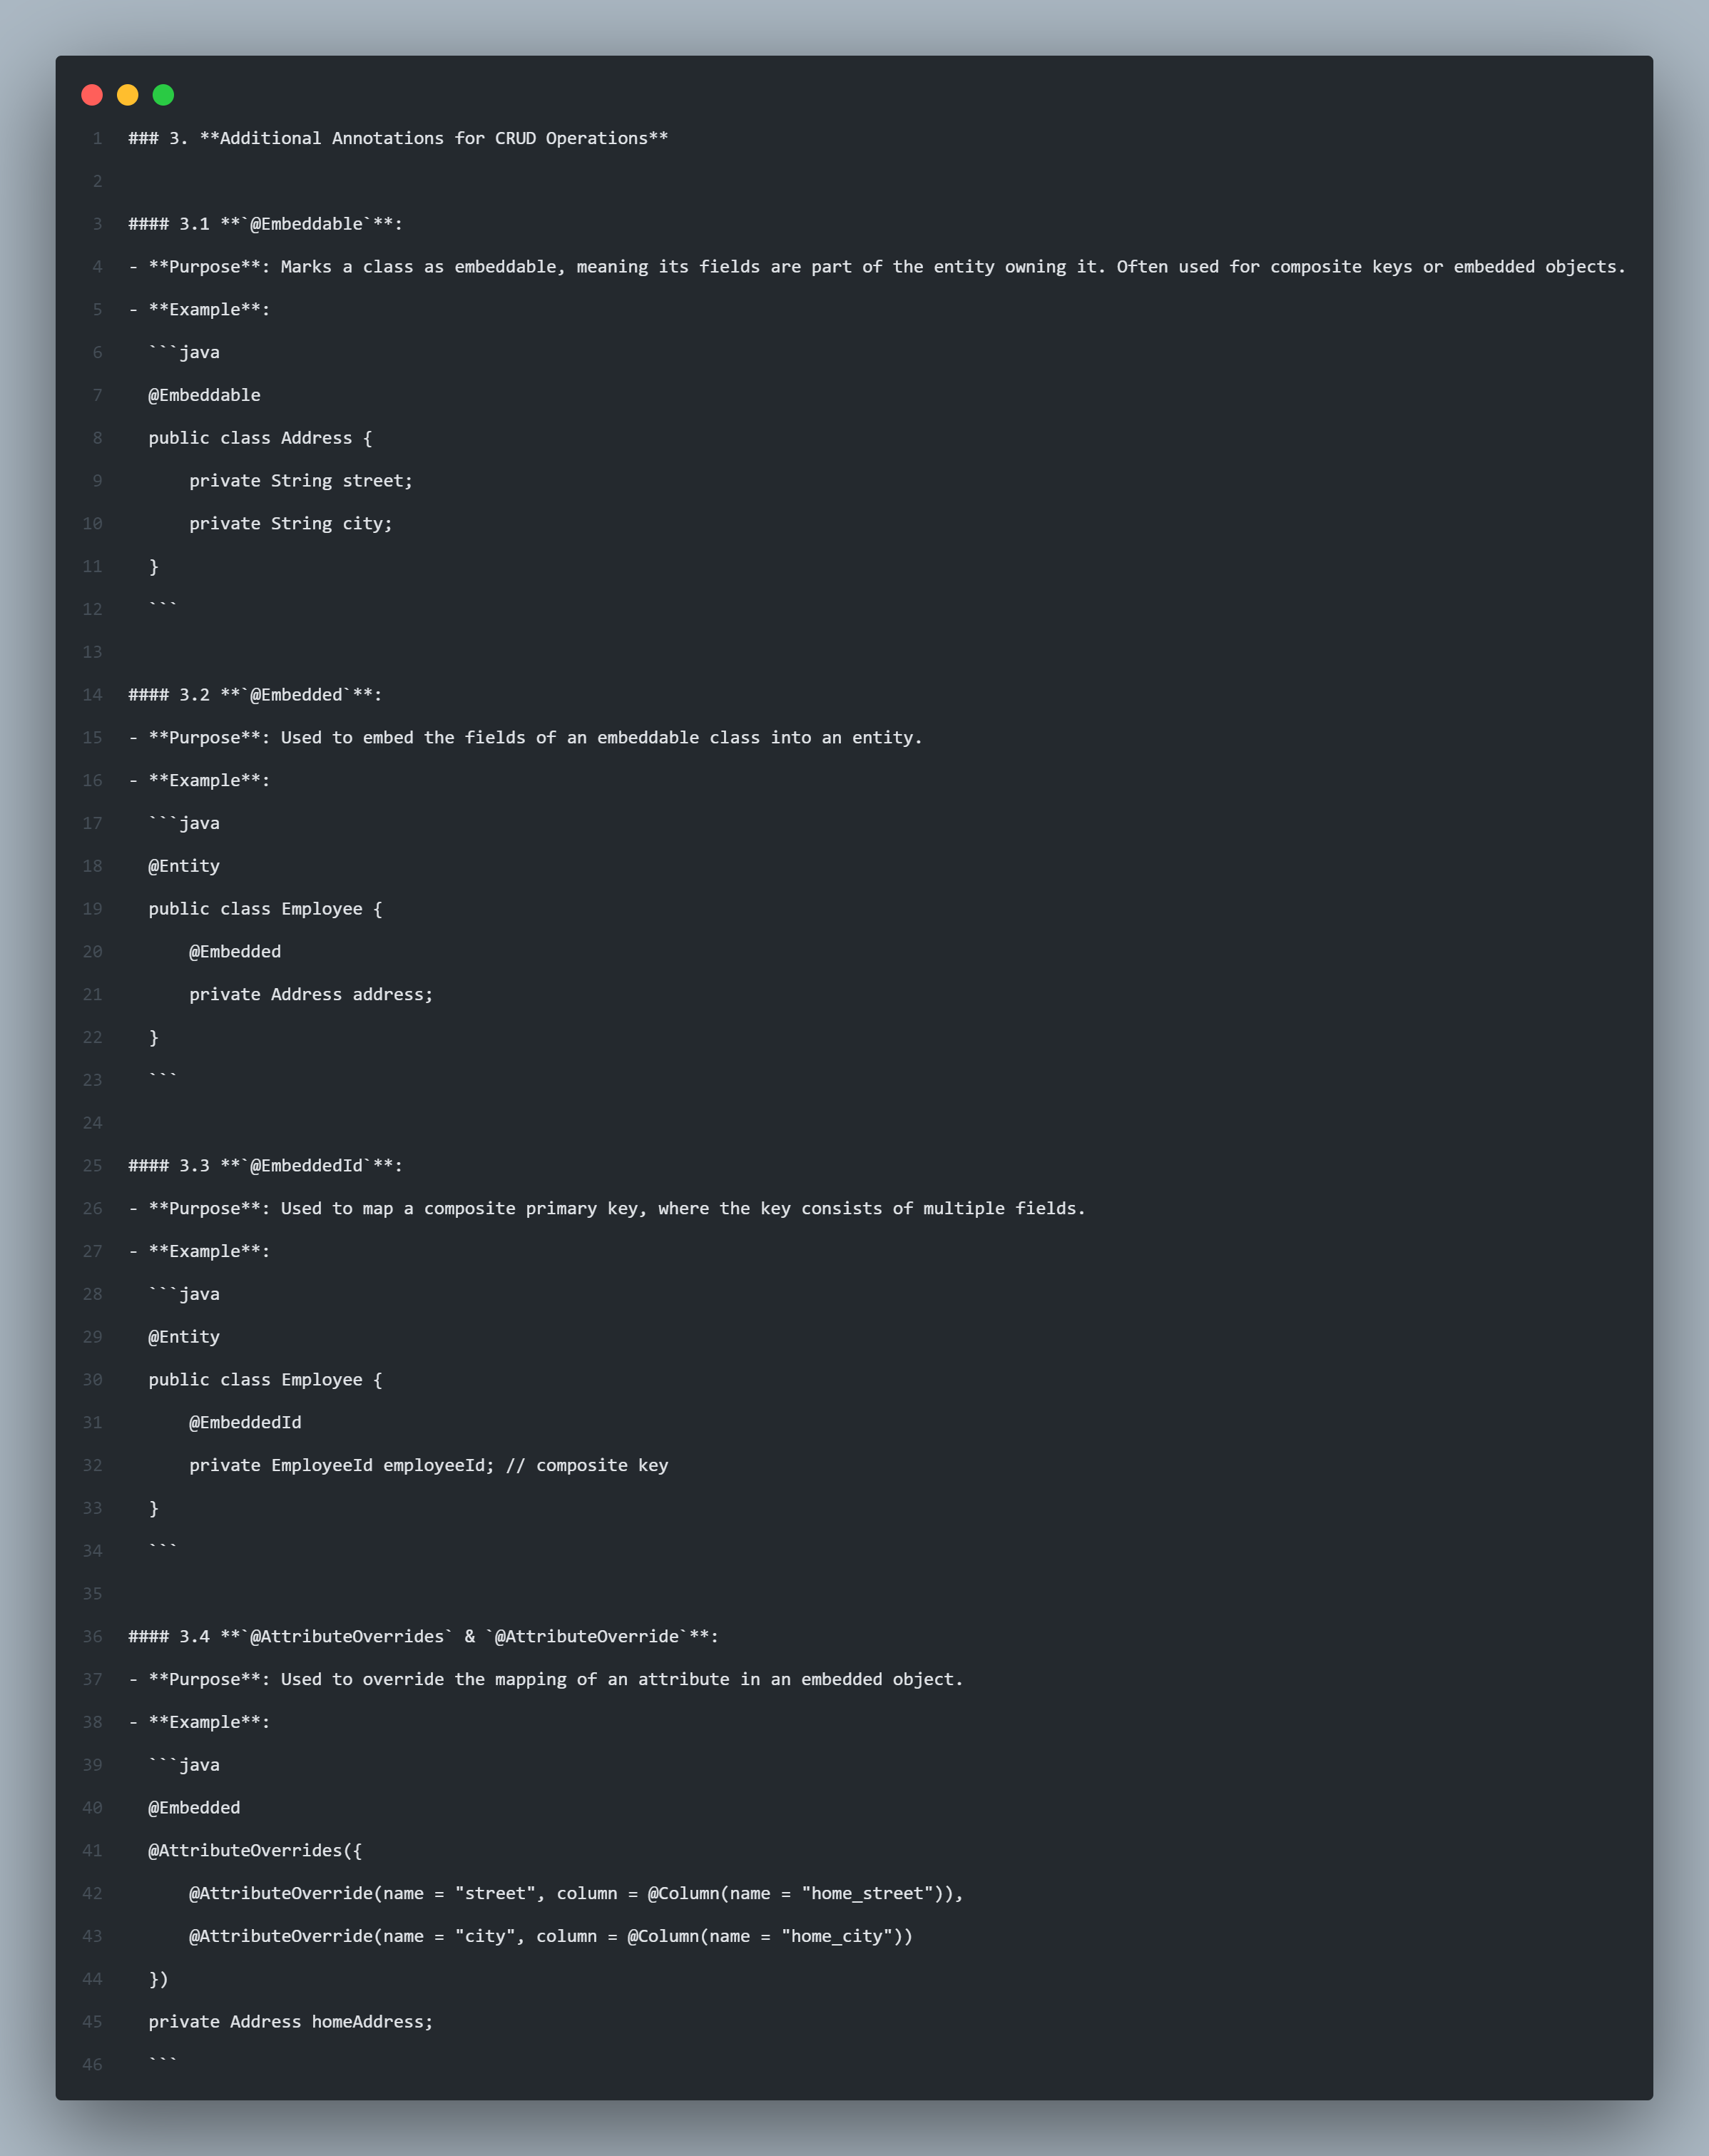 1 ### 3. **Additional Annotations for CRUD Operations**
2
3 #### 3.1 **`@Embeddable`**:
4 - **Purpose**: Marks a class as embeddable, meaning its fields are part of the entity owning it. Often used for composite keys or embedded objects.
5 - **Example**:
6   ```java
7   @Embeddable
8   public class Address {
9       private String street;
10       private String city;
11   }
12   ```
13
14 #### 3.2 **`@Embedded`**:
15 - **Purpose**: Used to embed the fields of an embeddable class into an entity.
16 - **Example**:
17   ```java
18   @Entity
19   public class Employee {
20       @Embedded
21       private Address address;
22   }
23   ```
24
25 #### 3.3 **`@EmbeddedId`**:
26 - **Purpose**: Used to map a composite primary key, where the key consists of multiple fields.
27 - **Example**:
28   ```java
29   @Entity
30   public class Employee {
31       @EmbeddedId
32       private EmployeeId employeeId; // composite key
33   }
34   ```
35
36 #### 3.4 **`@AttributeOverrides` & `@AttributeOverride`**:
37 - **Purpose**: Used to override the mapping of an attribute in an embedded object.
38 - **Example**:
39   ```java
40   @Embedded
41   @AttributeOverrides({
42       @AttributeOverride(name = "street", column = @Column(name = "home_street")),
43       @AttributeOverride(name = "city", column = @Column(name = "home_city"))
44   })
45   private Address homeAddress;
46   ```